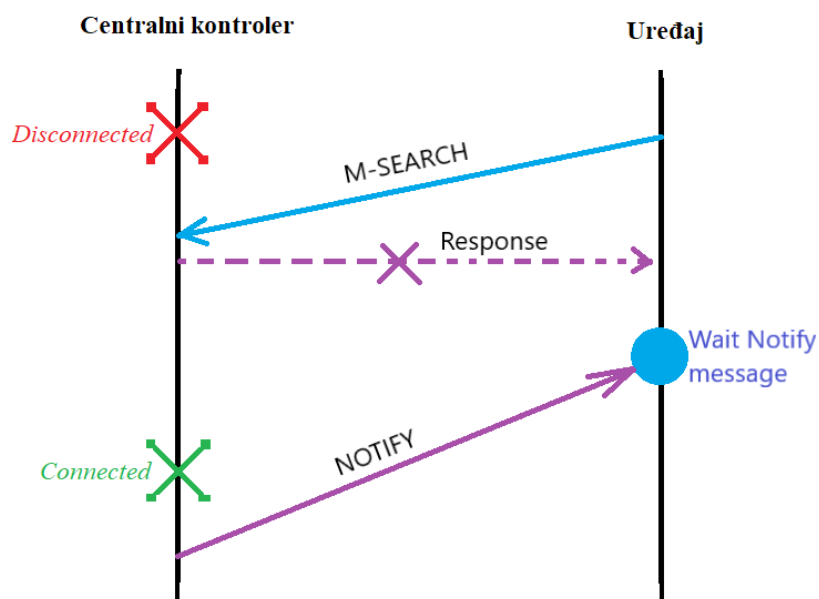 Centralni kontroler
Uređaj
Disconnected
M-SEARCH
Response
Wait Notify
message
NOTIFY
Connected